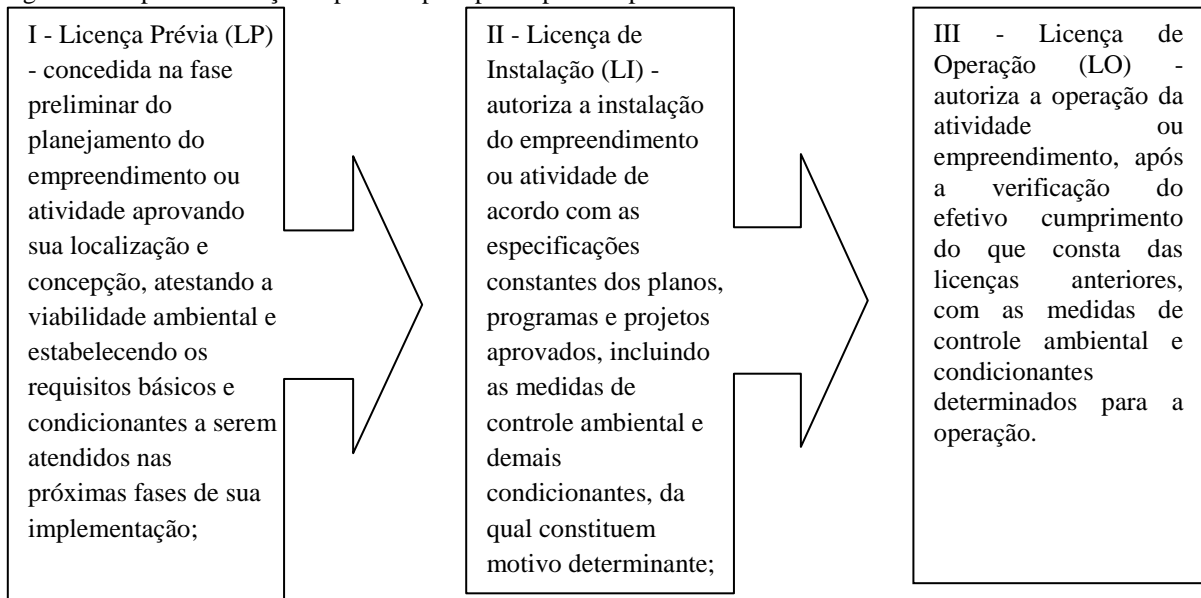 I - Licença Prévia (LP)
- concedida na fase
preliminar do
planejamento do
empreendimento ou
atividade aprovando
sua localização e
concepção, atestando a
viabilidade ambiental e
estabelecendo os
requisitos básicos e
condicionantes a serem
atendidos nas
próximas fases de sua
implementação;
II - Licença de
Instalação (LI) -
autoriza a instalação
do empreendimento
ou atividade de
acordo com as
especificações
constantes dos planos,
programas e projetos
aprovados, incluindo
as medidas de
controle ambiental e
demais
condicionantes, da
qual constituem
motivo determinante;
III - Licença de
Operação (LO) -
autoriza a operação da
atividade ou
empreendimento, após
a verificação do
efetivo cumprimento
do que consta das
licenças anteriores,
com as medidas de
controle ambiental e
condicionantes
determinados para a
operação.